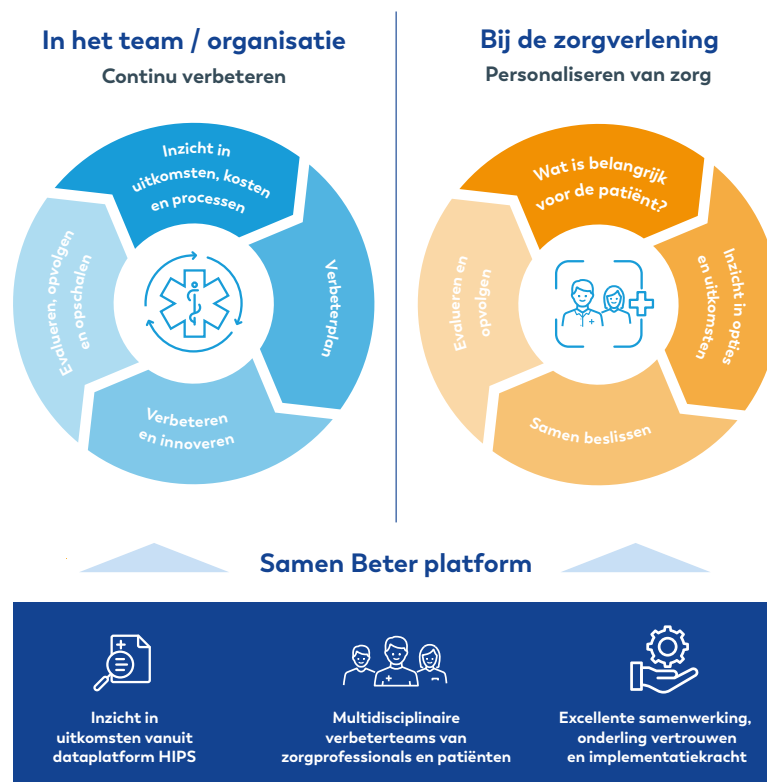 In het team / organisatie
Continu verbeteren
Inzicht in
uitkomsten, kosten
en processen
Verbeterplan
Verbeteren
en innoveren
Evalueren, opvolgen
en opschalen
Bij de zorgverlening
Personaliseren van zorg
Wat is belangrijk
voor de patiënt?
Inzicht in opties
en uitkomsten
Samen beslissen
Evalueren en
opvolgen
Samen Beter platform
Inzicht in
uitkomsten vanuit
dataplatform HIPS
Multidisciplinaire
verbeterteams van
zorgprofessionals en patiënten
Excellente samenwerking,
onderling vertrouwen
en implementatiekracht